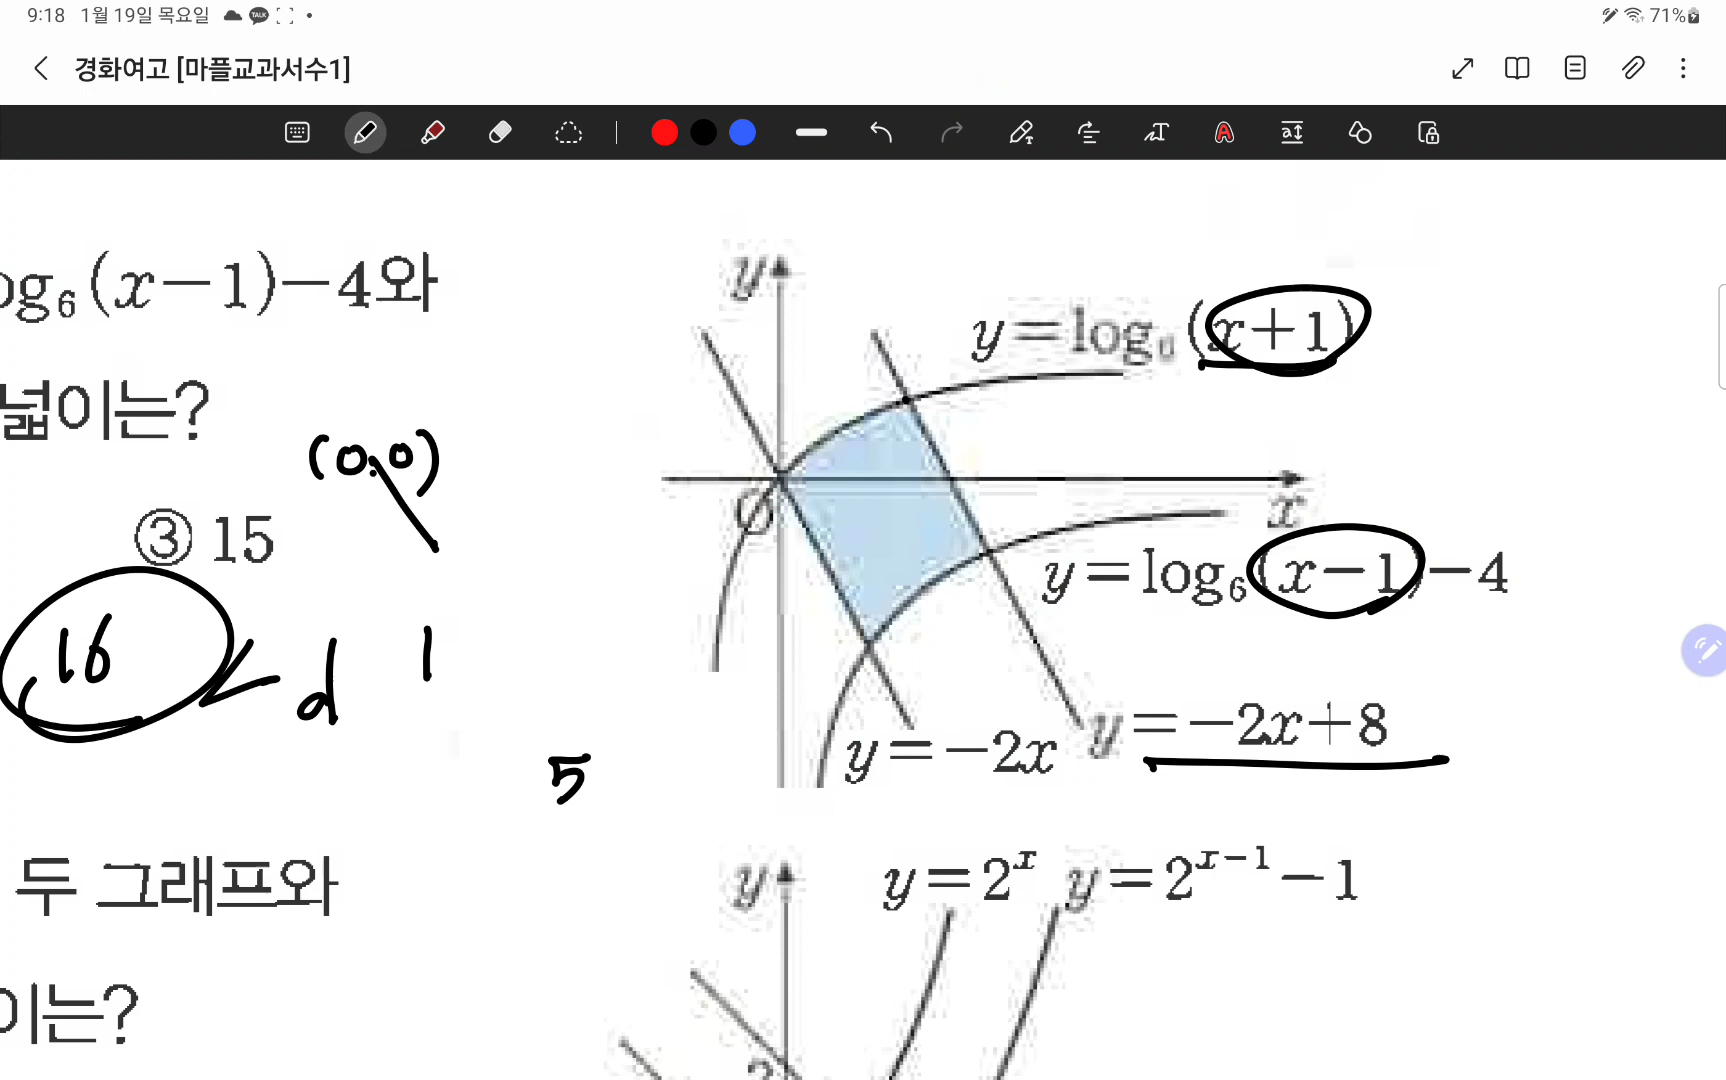 9:18 1월 19일 목요일 TALK 71%
경화여고 [마플교과서수1]
og₆(x−1)−4와
넓이는?
(0,0)
③ 15
16
d 1
5
y
y=log₆(x+1)
O
x
y=log₆(x−1)−4
y=−2x
y=−2x+8
두 그래프와
이는?
y
y=2ˣ y=2ˣ⁻¹−1